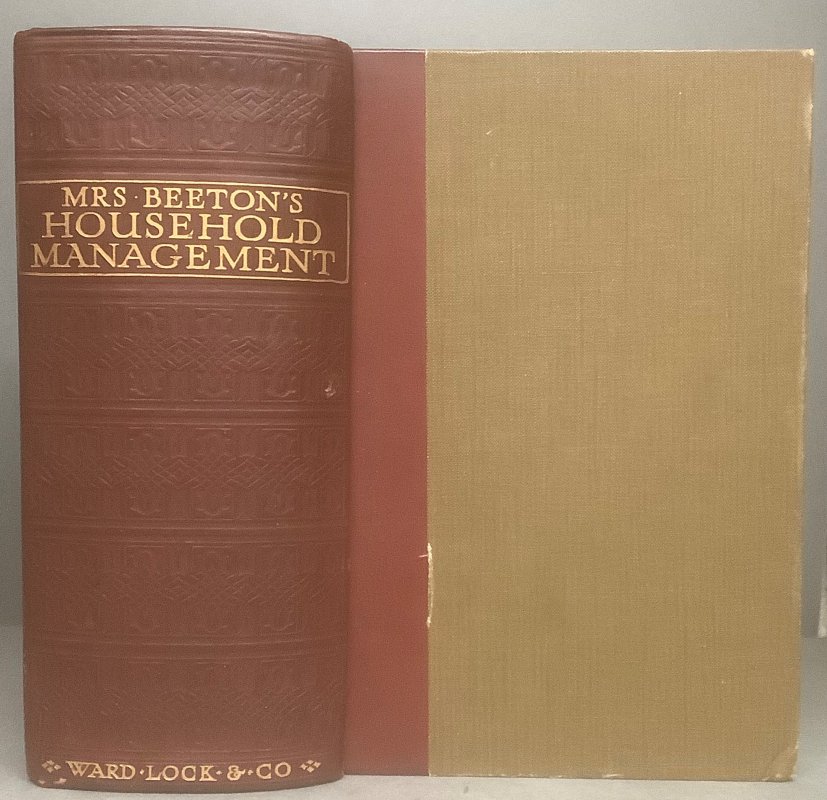 MRS·BEETON'S
HOUSEHOLD
MANAGEMENT
WARD·LOCK·&·CO